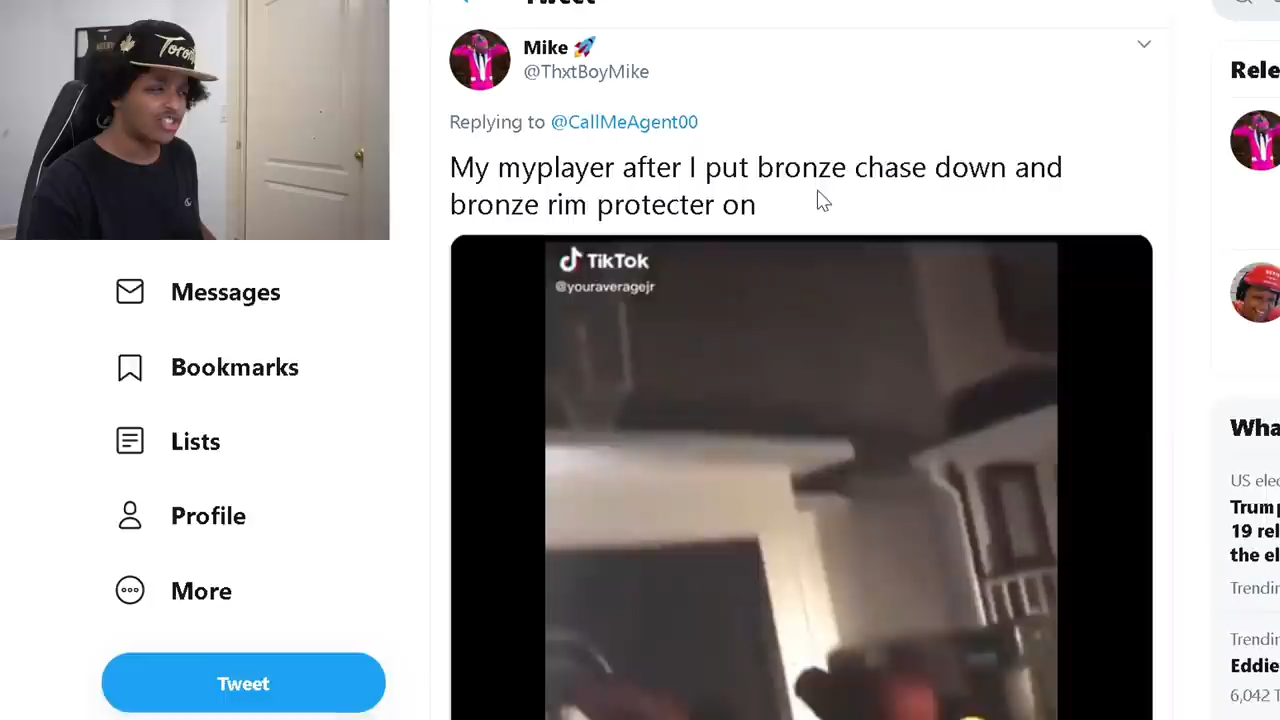 Tweet
Mike 🚀
@ThxtBoyMike
Replying to @CallMeAgent00
My myplayer after I put bronze chase down and
bronze rim protecter on
TikTok
@youraveragejr
Messages
Bookmarks
Lists
Profile
More
Tweet
Rele
Wha
US elec
Trump
19 rel
the el
Trendin
Trendin
Eddie
6,042 T